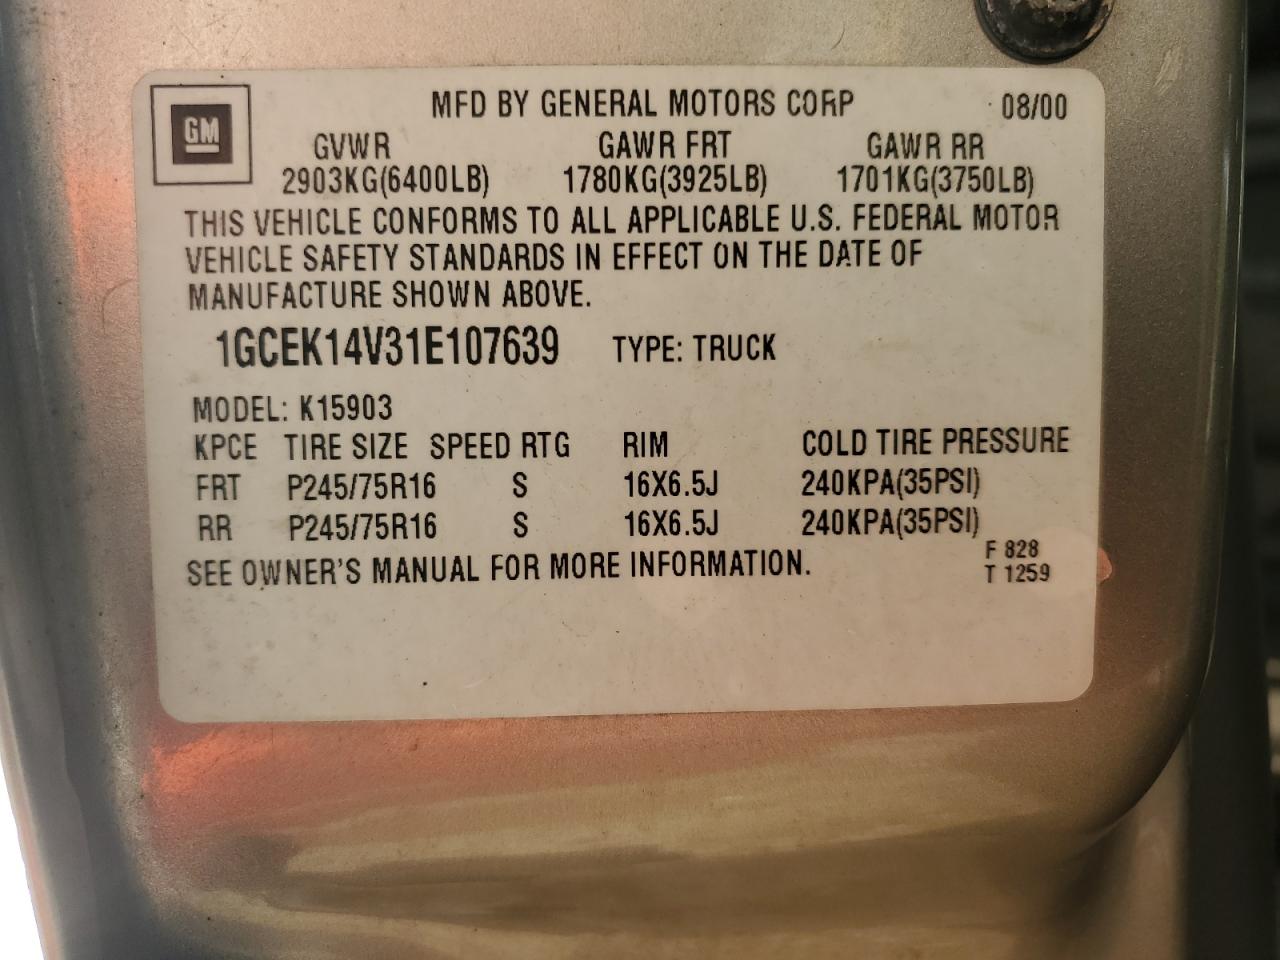 GM
MFD BY GENERAL MOTORS CORP 08/00
GVWR GAWR FRT GAWR RR
2903KG(6400LB) 1780KG(3925LB) 1701KG(3750LB)
THIS VEHICLE CONFORMS TO ALL APPLICABLE U.S. FEDERAL MOTOR
VEHICLE SAFETY STANDARDS IN EFFECT ON THE DATE OF
MANUFACTURE SHOWN ABOVE.
1GCEK14V31E107639 TYPE: TRUCK
MODEL: K15903
KPCE TIRE SIZE SPEED RTG RIM COLD TIRE PRESSURE
FRT P245/75R16 S 16X6.5J 240KPA(35PSI)
RR P245/75R16 S 16X6.5J 240KPA(35PSI)
SEE OWNER'S MANUAL FOR MORE INFORMATION.
F 828
T 1259